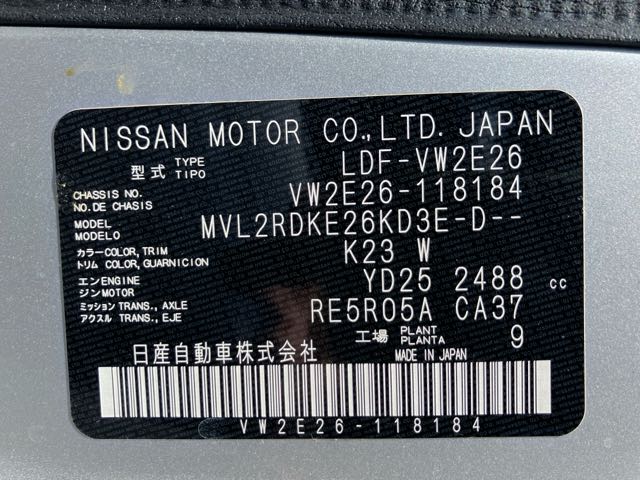 NISSAN MOTOR CO.,LTD. JAPAN
型式 TYPE TIPO LDF-VW2E26
CHASSIS NO. NO. DE CHASIS VW2E26-118184
MODEL MODELO MVL2RDKE26KD3E-D--
カラー COLOR, TRIM トリム COLOR, GUARNICION K23 W
エンジン ENGINE MOTOR YD25 2488 cc
ミッション TRANS., AXLE アクスル TRANS., EJE RE5R05A CA37
工場 PLANT PLANTA 9
日産自動車株式会社 MADE IN JAPAN
VW2E26-118184